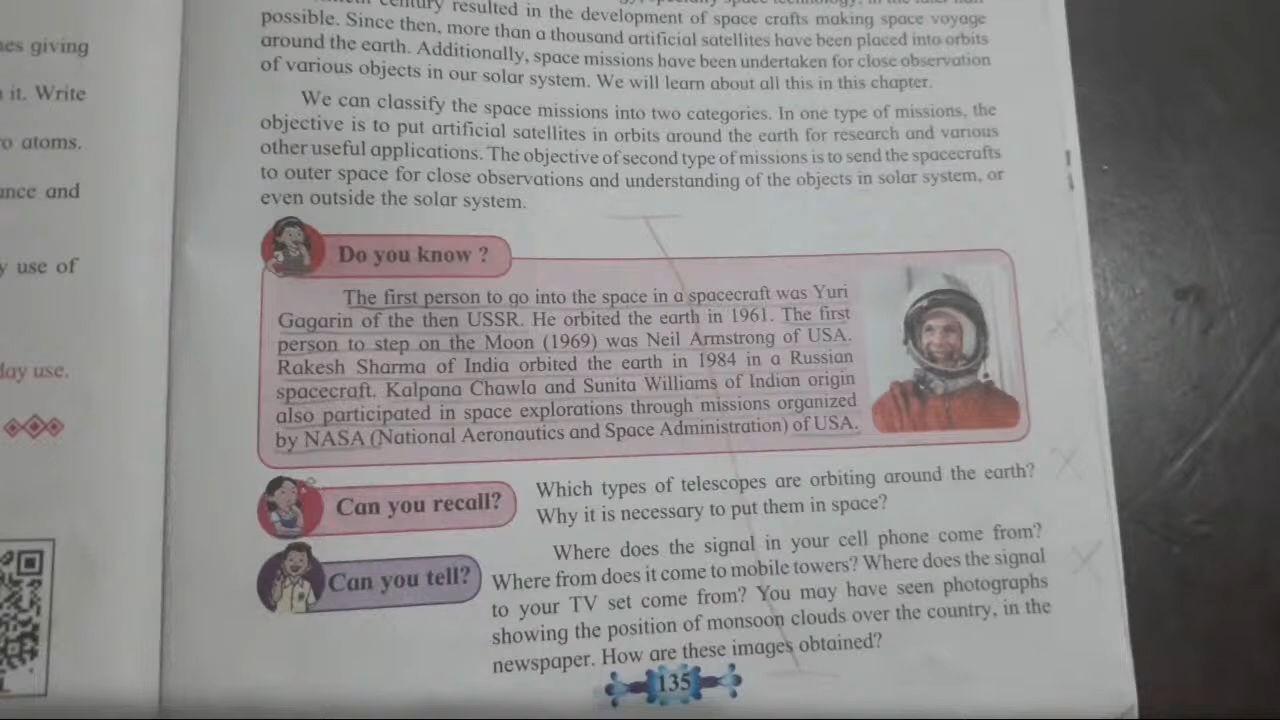 nes giving
it. Write
o atoms.
ance and
y use of
day use.
century resulted in the development of space crafts making space voyage
possible. Since then, more than a thousand artificial satellites have been placed into orbits
around the earth. Additionally, space missions have been undertaken for close observation
of various objects in our solar system. We will learn about all this in this chapter.
We can classify the space missions into two categories. In one type of missions, the
objective is to put artificial satellites in orbits around the earth for research and various
other useful applications. The objective of second type of missions is to send the spacecrafts
to outer space for close observations and understanding of the objects in solar system, or
even outside the solar system.
Do you know ?
The first person to go into the space in a spacecraft was Yuri
Gagarin of the then USSR. He orbited the earth in 1961. The first
person to step on the Moon (1969) was Neil Armstrong of USA.
Rakesh Sharma of India orbited the earth in 1984 in a Russian
spacecraft. Kalpana Chawla and Sunita Williams of Indian origin
also participated in space explorations through missions organized
by NASA (National Aeronautics and Space Administration) of USA.
Can you recall?
Which types of telescopes are orbiting around the earth?
Why it is necessary to put them in space?
Can you tell?
Where does the signal in your cell phone come from?
Where from does it come to mobile towers? Where does the signal
to your TV set come from? You may have seen photographs
showing the position of monsoon clouds over the country, in the
newspaper. How are these images obtained?
135